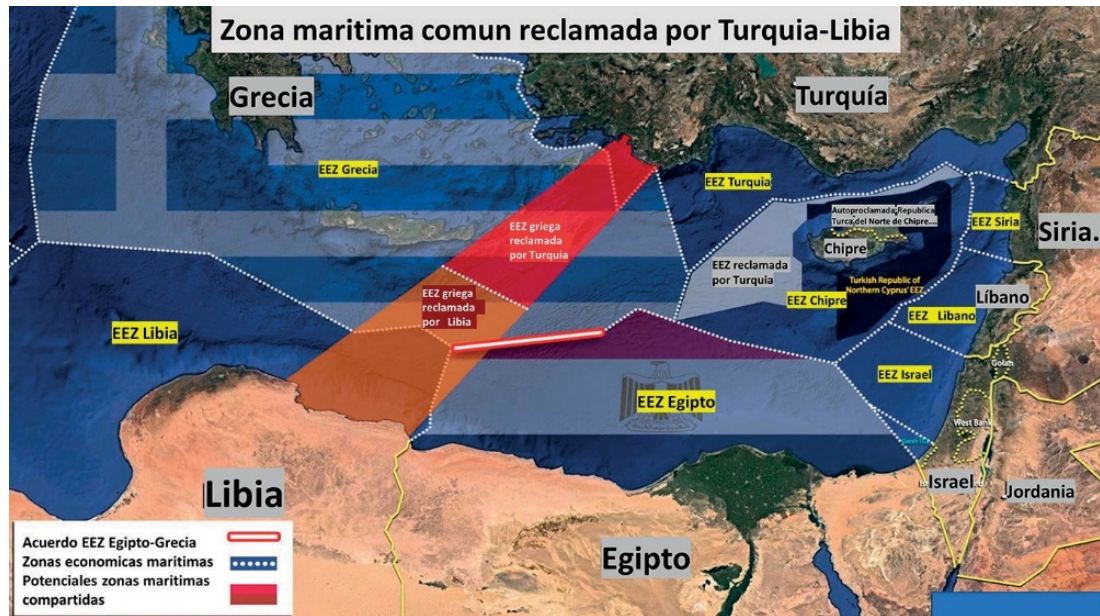 Zona maritima comun reclamada por Turquia-Libia
Grecia
Turquía
EEZ Grecia
EEZ Turquia
Autoproclamada Republica
Turca del Norte de Chipre....
Chipre
EEZ Siria
Siria.
EEZ griega
reclamada
por Turquia
EEZ reclamada
por Turquia
Turkish Republic of
Northern Cyprus' EEZ
EEZ Chipre
Líbano
EEZ griega
reclamada
por Libia
EEZ Libia
EEZ Libano
EEZ Israel
Golan
EEZ Egipto
West Bank
Israel
Jordania
Libia
Egipto
Acuerdo EEZ Egipto-Grecia
Zonas economicas maritimas
Potenciales zonas maritimas
compartidas